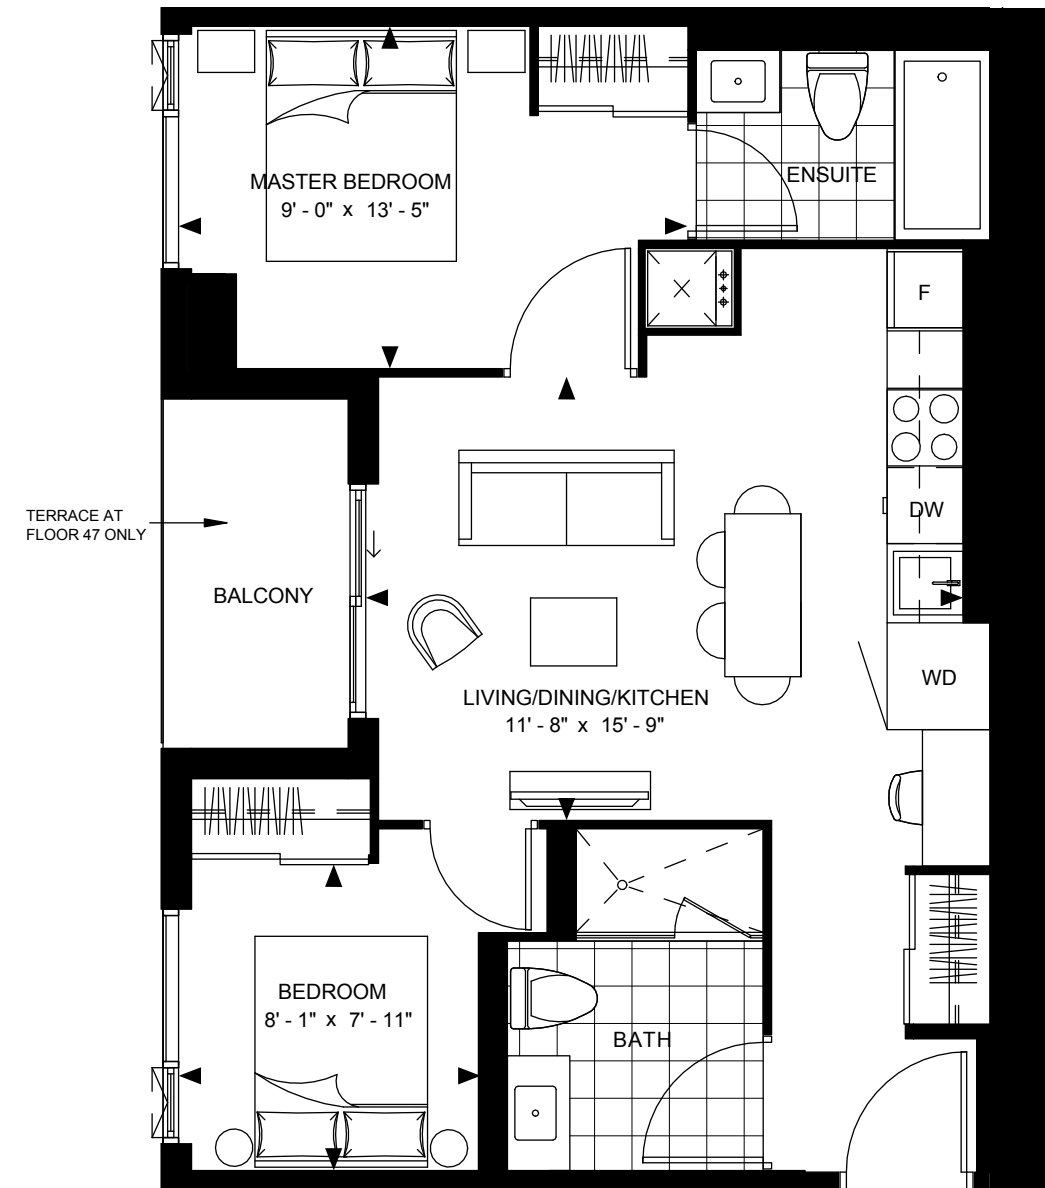 MASTER BEDROOM
9' - 0" x 13' - 5"
ENSUITE
F
DW
TERRACE AT
FLOOR 47 ONLY
BALCONY
WD
LIVING/DINING/KITCHEN
11' - 8" x 15' - 9"
BEDROOM
8' - 1" x 7' - 11"
BATH